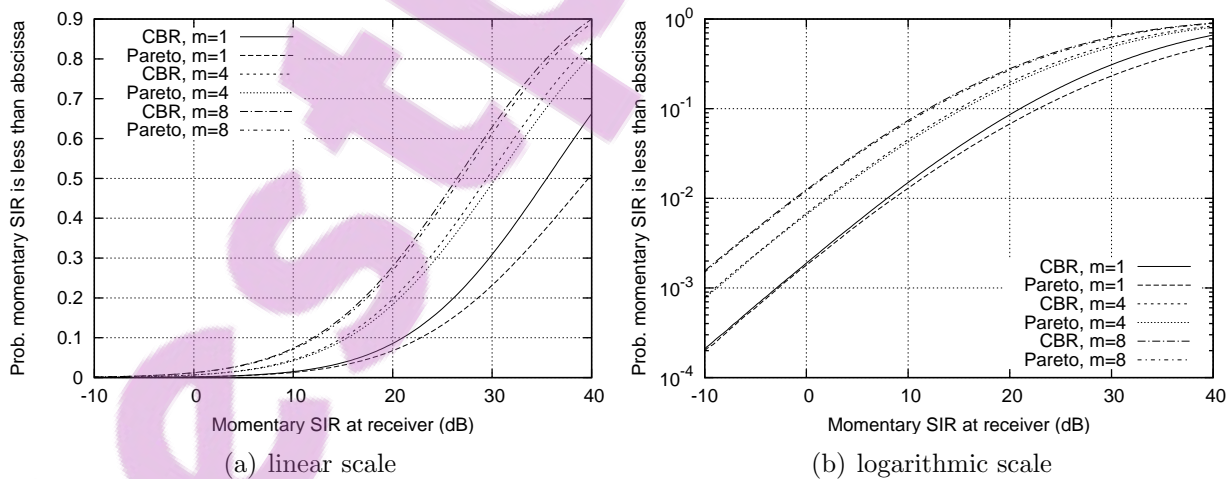 Prob. momentary SIR is less than abscissa
0.9
0.8
0.7
0.6
0.5
0.4
0.3
0.2
0.1
0
CBR, m=1
Pareto, m=1
CBR, m=4
Pareto, m=4
CBR, m=8
Pareto, m=8
-10 0 10 20 30 40
Momentary SIR at receiver (dB)
(a) linear scale
Prob. momentary SIR is less than abscissa
10^0
10^-1
10^-2
10^-3
10^-4
CBR, m=1
Pareto, m=1
CBR, m=4
Pareto, m=4
CBR, m=8
Pareto, m=8
-10 0 10 20 30 40
Momentary SIR at receiver (dB)
(b) logarithmic scale